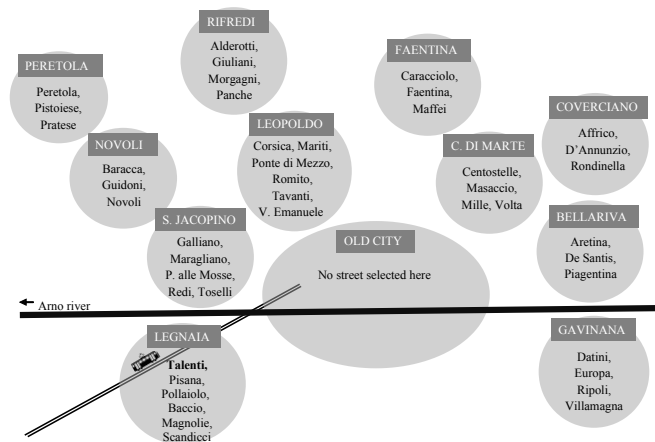 RIFREDI
Alderotti,
Giuliani,
Morgagni,
Panche
FAENTINA
Caracciolo,
Faentina,
Maffei
PERETOLA
Peretola,
Pistoiese,
Pratese
COVERCIANO
Affrico,
D'Annunzio,
Rondinella
LEOPOLDO
Corsica, Mariti,
Ponte di Mezzo,
Romito,
Tavanti,
V. Emanuele
NOVOLI
Baracca,
Guidoni,
Novoli
C. DI MARTE
Centostelle,
Masaccio,
Mille, Volta
S. JACOPINO
Galliano,
Maragliano,
P. alle Mosse,
Redi, Toselli
BELLARIVA
Aretina,
De Santis,
Piagentina
OLD CITY
No street selected here
Arno river
LEGNAIA
Talenti,
Pisana,
Pollaiolo,
Baccio,
Magnolie,
Scandicci
GAVINANA
Datini,
Europa,
Ripoli,
Villamagna